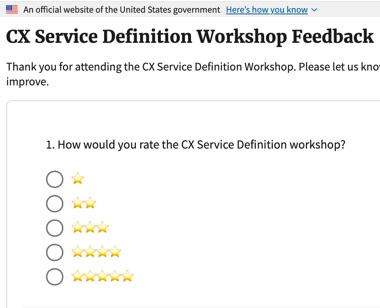 An official website of the United States government Here's how you know
CX Service Definition Workshop Feedback
Thank you for attending the CX Service Definition Workshop. Please let us kno
improve.
1. How would you rate the CX Service Definition workshop?